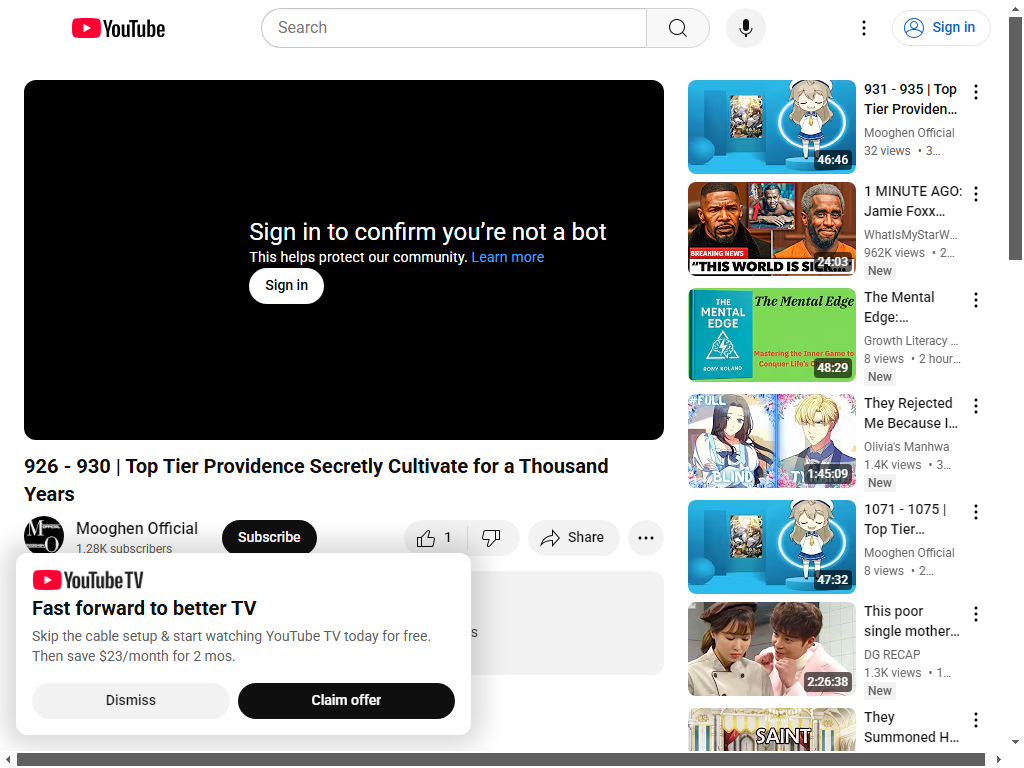 YouTube
Search
Sign in
Sign in to confirm you’re not a bot
This helps protect our community. Learn more
Sign in
926 - 930 | Top Tier Providence Secretly Cultivate for a Thousand
Years
Mooghen Official
1.28K subscribers
Subscribe
1
Share
s
YouTube TV
Fast forward to better TV
Skip the cable setup & start watching YouTube TV today for free.
Then save $23/month for 2 mos.
Dismiss
Claim offer
46:46
931 - 935 | Top
Tier Providen...
Mooghen Official
32 views • 3...
BREAKING NEWS
"THIS WORLD IS SICK...
24:03
1 MINUTE AGO:
Jamie Foxx...
WhatIsMyStarW...
962K views • 2...
New
THE
MENTAL
EDGE
RONY ROLAND
The Mental Edge
Mastering the Inner Game to
Conquer Life's
48:29
The Mental
Edge:...
Growth Literacy ...
8 views • 2 hour...
New
#FULL
BLIND
1:45:09
They Rejected
Me Because I...
Olivia's Manhwa
1.4K views • 3...
New
47:32
1071 - 1075 |
Top Tier...
Mooghen Official
8 views • 2...
2:26:38
This poor
single mother...
DG RECAP
1.3K views • 1...
New
SAINT
They
Summoned H...